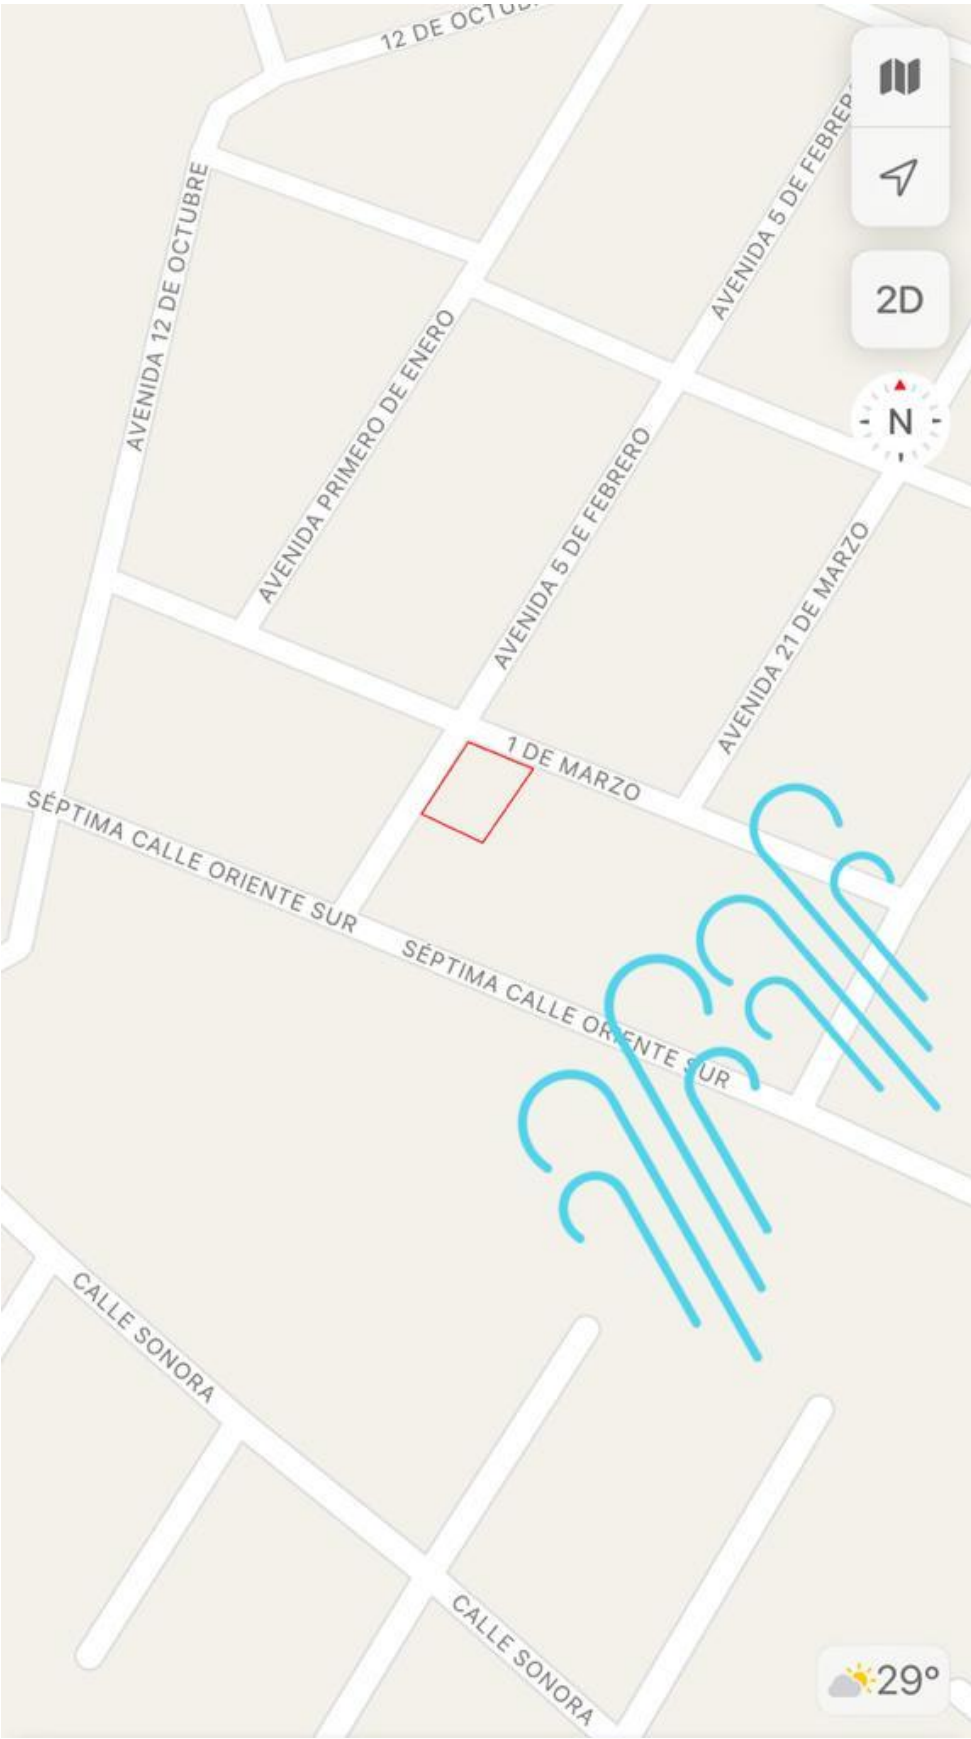 12 DE OCTUB
AVENIDA 5 DE FEBRER
AVENIDA 12 DE OCTUBRE
2D
AVENIDA PRIMERO DE ENERO
N
AVENIDA 5 DE FEBRERO
AVENIDA 21 DE MARZO
1 DE MARZO
SÉPTIMA CALLE ORIENTE SUR
SÉPTIMA CALLE ORIENTE SUR
CALLE SONORA
CALLE SONORA
29°